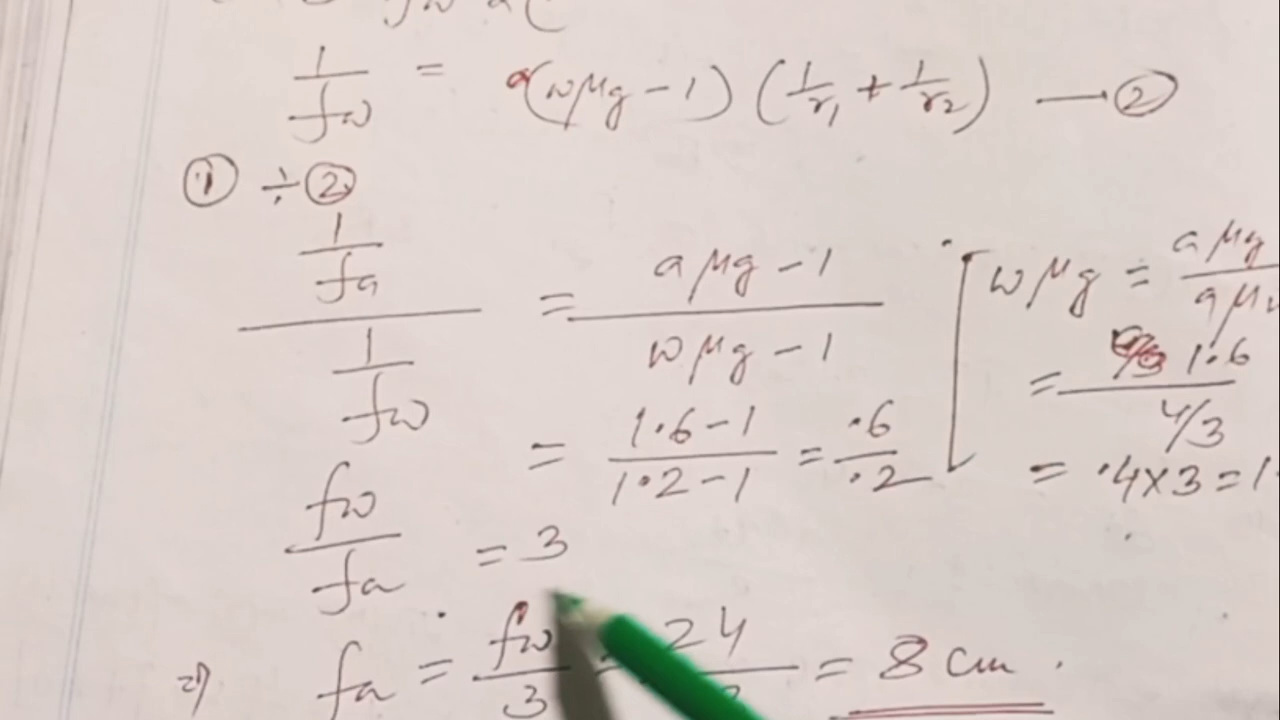 1/fw = (wμg - 1) (1/r1 + 1/r2) — ②
① ÷ ②
(1/fa)/(1/fw) = (aμg - 1)/(wμg - 1)
= (1.6 - 1)/(1.2 - 1) = .6/.2
[wμg = aμg/aμ
= 1.6/(4/3)
= .4×3 = 1.
fw/fa = 3
⇒ fa = fw/3 = 24/3 = 8 cm.